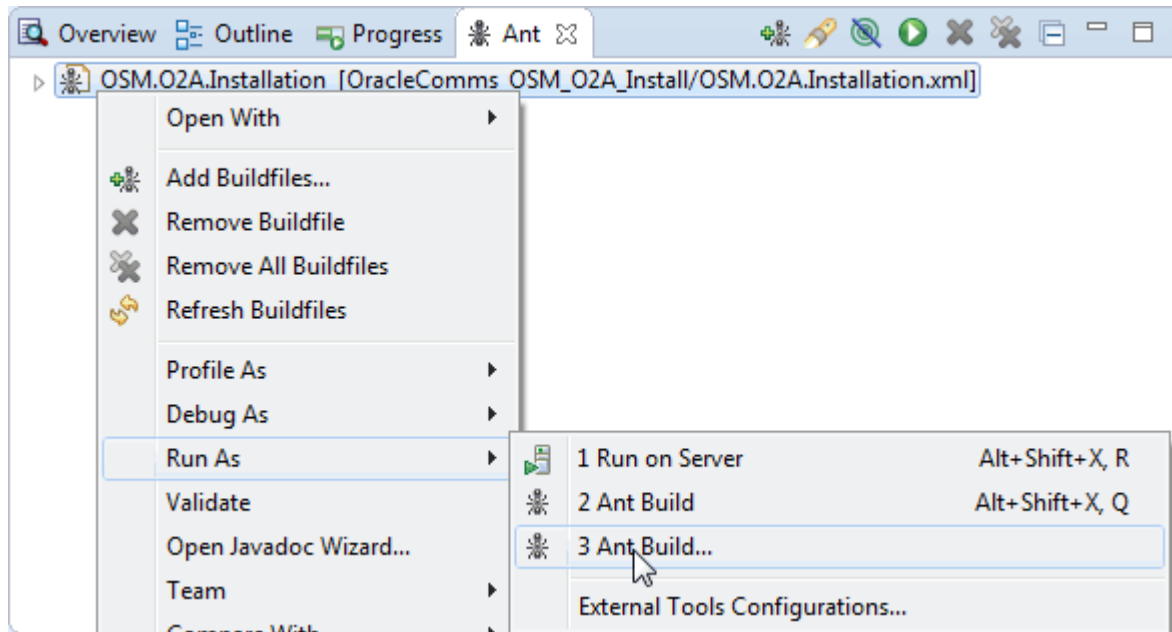 Overview Outline Progress Ant
OSM.O2A.Installation [OracleComms_OSM_O2A_Install/OSM.O2A.Installation.xml]
Open With
Add Buildfiles...
Remove Buildfile
Remove All Buildfiles
Refresh Buildfiles
Profile As
Debug As
Run As
1 Run on Server Alt+Shift+X, R
Validate
2 Ant Build Alt+Shift+X, Q
Open Javadoc Wizard...
3 Ant Build...
Team
External Tools Configurations...
Compare With